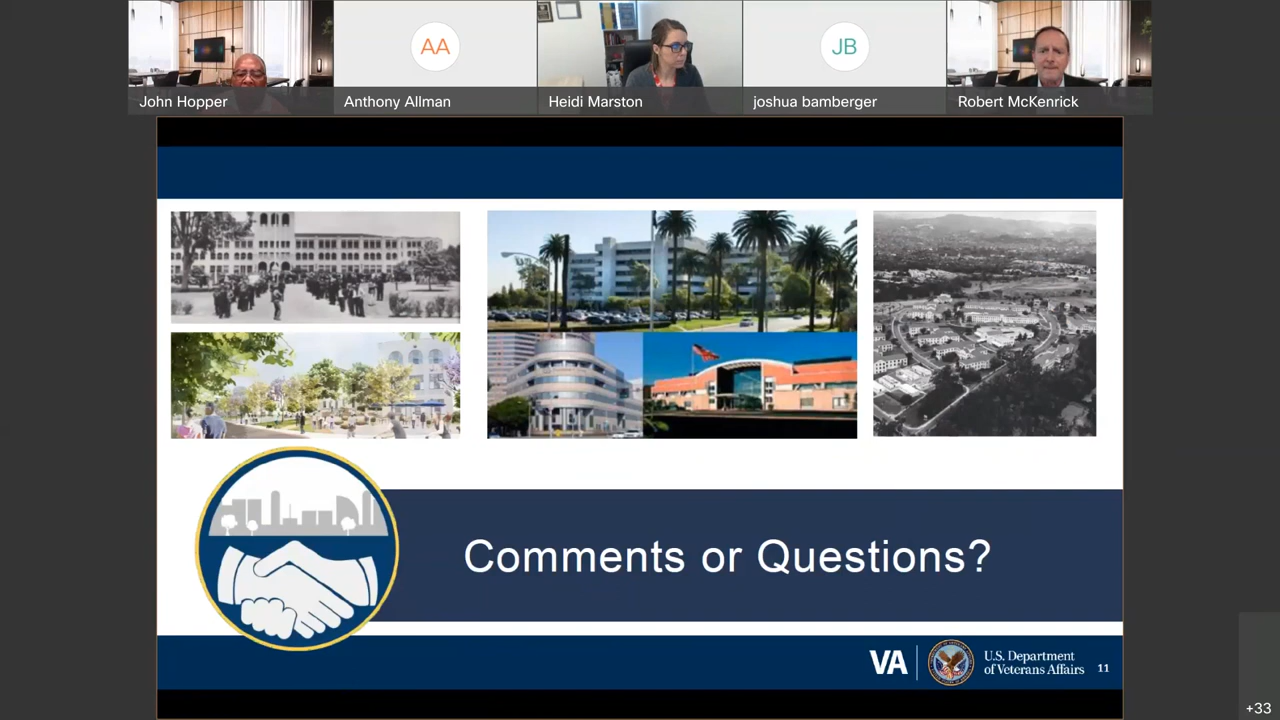 AA
JB
John Hopper
Anthony Allman
Heidi Marston
joshua bamberger
Robert McKenrick
Comments or Questions?
VA
U.S. Department
of Veterans Affairs
11
+33